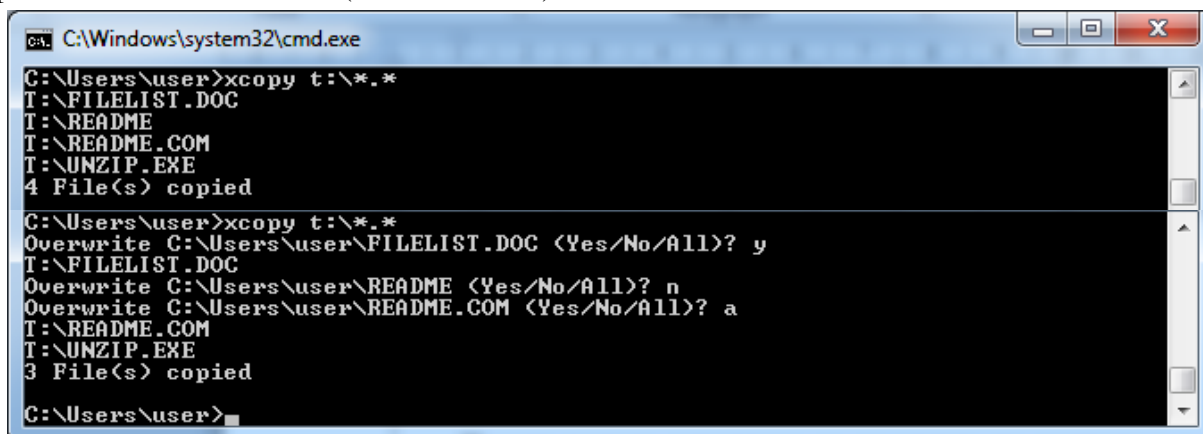 C:\Windows\system32\cmd.exe
C:\Users\user>xcopy t:\*.*
T:\FILELIST.DOC
T:\README
T:\README.COM
T:\UNZIP.EXE
4 File(s) copied
C:\Users\user>xcopy t:\*.*
Overwrite C:\Users\user\FILELIST.DOC (Yes/No/All)? y
T:\FILELIST.DOC
Overwrite C:\Users\user\README (Yes/No/All)? n
Overwrite C:\Users\user\README.COM (Yes/No/All)? a
T:\README.COM
T:\UNZIP.EXE
3 File(s) copied
C:\Users\user>